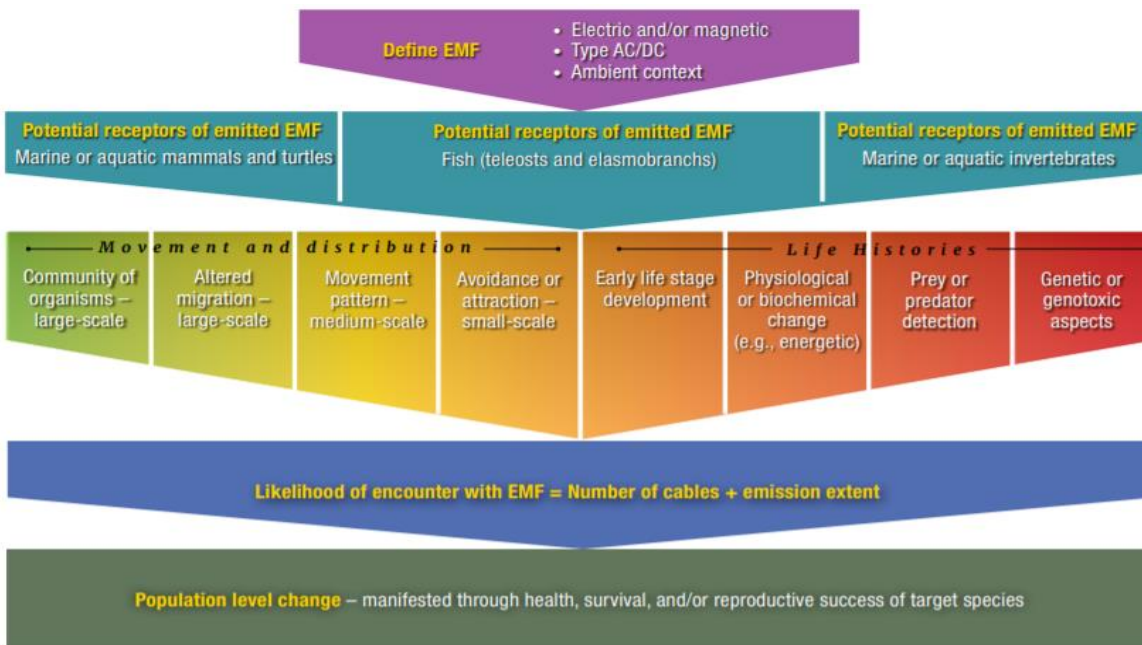 Define EMF
• Electric and/or magnetic
• Type AC/DC
• Ambient context
Potential receptors of emitted EMF
Marine or aquatic mammals and turtles
Potential receptors of emitted EMF
Fish (teleosts and elasmobranchs)
Potential receptors of emitted EMF
Marine or aquatic invertebrates
Movement and distribution
Life Histories
Community of
organisms –
large-scale
Altered
migration –
large-scale
Movement
pattern –
medium-scale
Avoidance or
attraction –
small-scale
Early life stage
development
Physiological
or biochemical
change
(e.g., energetic)
Prey or
predator
detection
Genetic or
genotoxic
aspects
Likelihood of encounter with EMF = Number of cables + emission extent
Population level change – manifested through health, survival, and/or reproductive success of target species